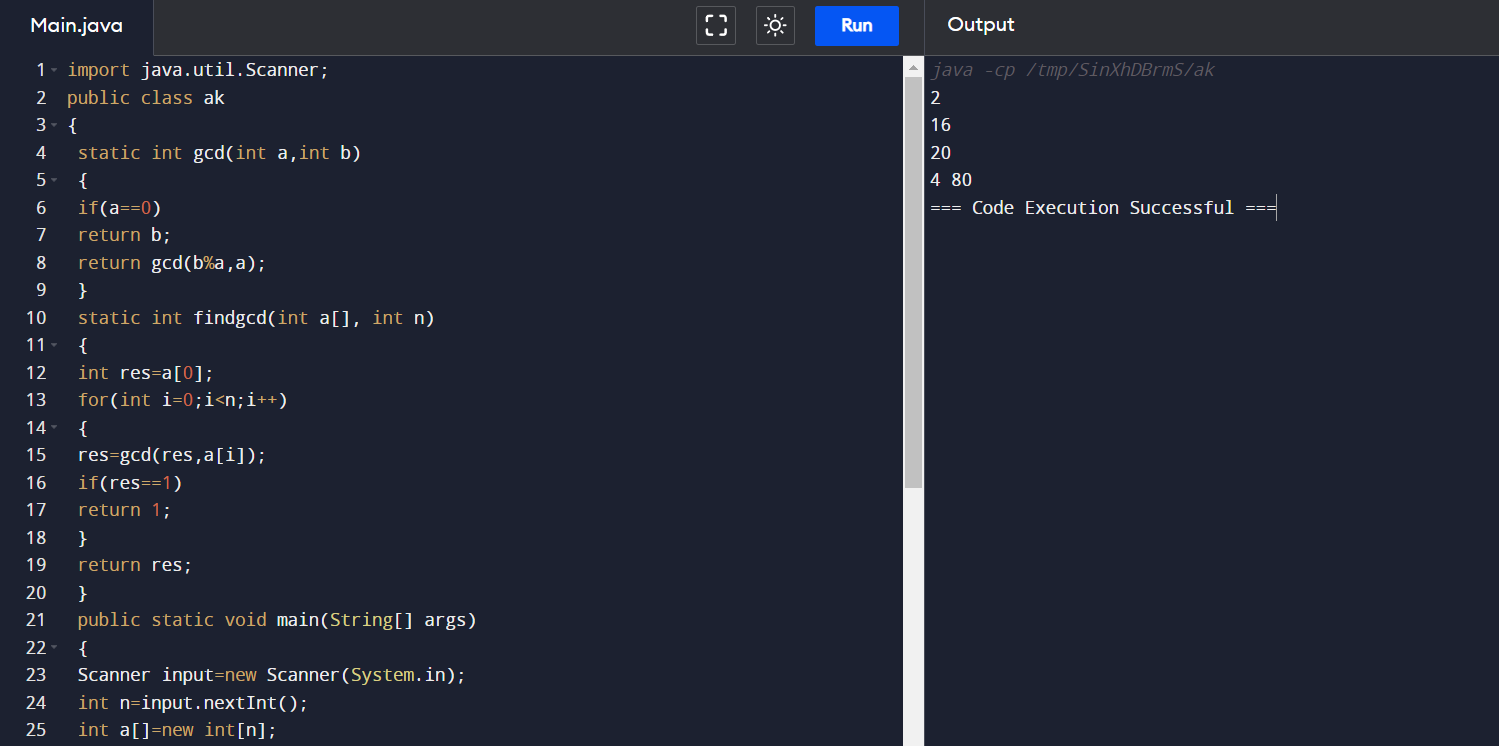 Main.java
Run
Output
1 import java.util.Scanner;
2 public class ak
3 {
4 static int gcd(int a,int b)
5 {
6 if(a==0)
7 return b;
8 return gcd(b%a,a);
9 }
10 static int findgcd(int a[], int n)
11 {
12 int res=a[0];
13 for(int i=0;i<n;i++)
14 {
15 res=gcd(res,a[i]);
16 if(res==1)
17 return 1;
18 }
19 return res;
20 }
21 public static void main(String[] args)
22 {
23 Scanner input=new Scanner(System.in);
24 int n=input.nextInt();
25 int a[]=new int[n];
java -cp /tmp/SinXhDBrmS/ak
2
16
20
4 80
=== Code Execution Successful ===